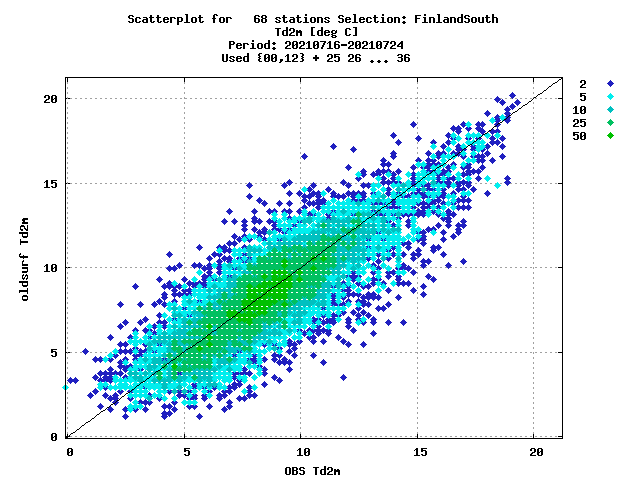 Scatterplot for   68 stations Selection: FinlandSouth
Td2m [deg C]
Period: 20210716-20210724
Used {00,12} + 25 26 ... 36
2
5
10
25
50
20
15
10
5
0
oldsurf Td2m
0 5 10 15 20
OBS Td2m